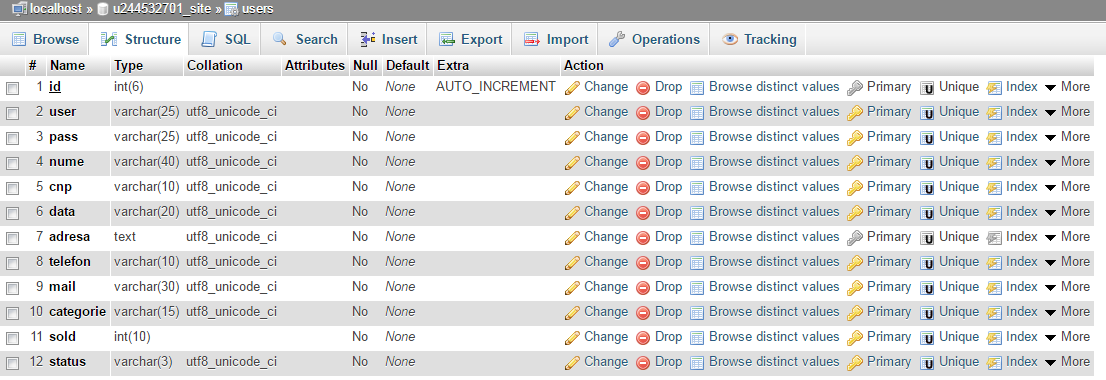 localhost » u244532701_site » users
Browse Structure SQL Search Insert Export Import Operations Tracking
# Name Type Collation Attributes Null Default Extra Action
1 id int(6) No None AUTO_INCREMENT Change Drop Browse distinct values Primary Unique Index More
2 user varchar(25) utf8_unicode_ci No None Change Drop Browse distinct values Primary Unique Index More
3 pass varchar(25) utf8_unicode_ci No None Change Drop Browse distinct values Primary Unique Index More
4 nume varchar(40) utf8_unicode_ci No None Change Drop Browse distinct values Primary Unique Index More
5 cnp varchar(10) utf8_unicode_ci No None Change Drop Browse distinct values Primary Unique Index More
6 data varchar(20) utf8_unicode_ci No None Change Drop Browse distinct values Primary Unique Index More
7 adresa text utf8_unicode_ci No None Change Drop Browse distinct values Primary Unique Index More
8 telefon varchar(10) utf8_unicode_ci No None Change Drop Browse distinct values Primary Unique Index More
9 mail varchar(30) utf8_unicode_ci No None Change Drop Browse distinct values Primary Unique Index More
10 categorie varchar(15) utf8_unicode_ci No None Change Drop Browse distinct values Primary Unique Index More
11 sold int(10) No None Change Drop Browse distinct values Primary Unique Index More
12 status varchar(3) utf8_unicode_ci No None Change Drop Browse distinct values Primary Unique Index More